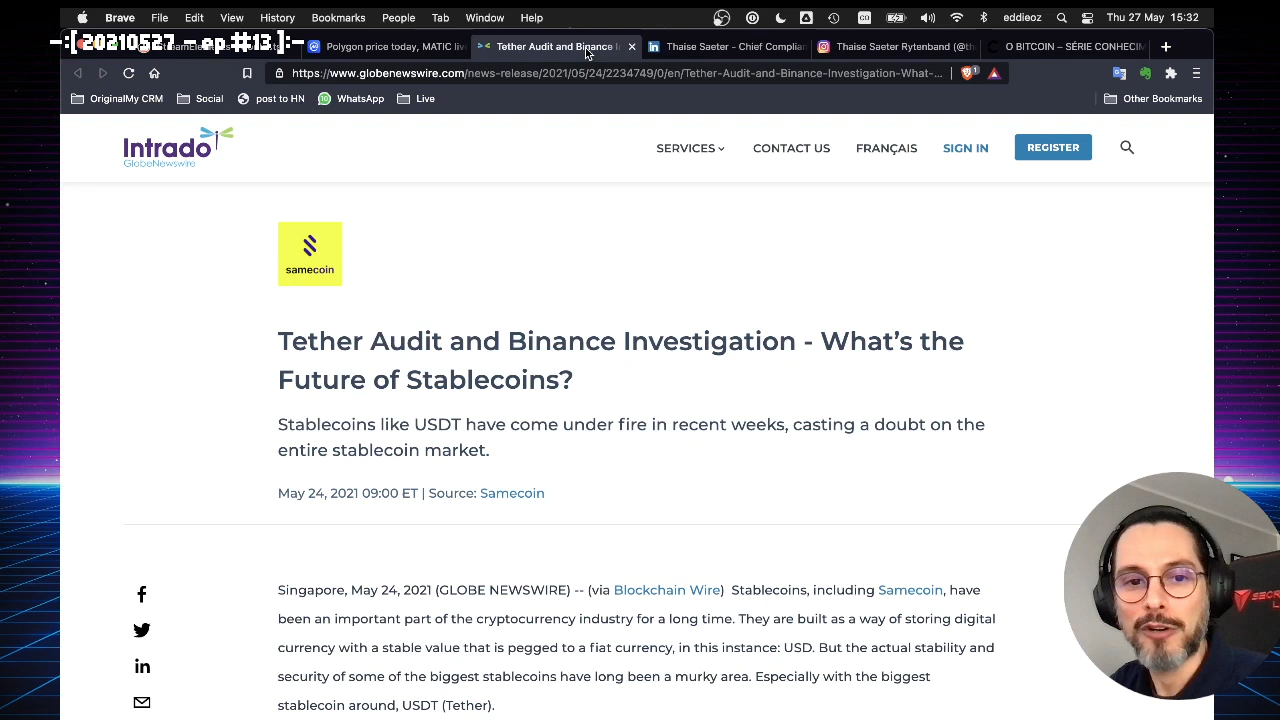 Brave File Edit View History Bookmarks People Tab Window Help Thu 27 May 15:32
-:[20210527 - ep #13]:-
Polygon price today, MATIC live
Tether Audit and Binance In
Thaise Saeter - Chief Comm
Thaise Saeter Rytenband (@tha
O BITCOIN – SÉRIE CONHECIM
https://www.globenewswire.com/news-release/2021/05/24/2234749/0/en/Tether-Audit-and-Binance-Investigation-What-...
OriginalMy CRM Social post to HN WhatsApp Live Other Bookmarks
Intrado
GlobeNewswire
SERVICES CONTACT US FRANÇAIS SIGN IN REGISTER
samecoin
Tether Audit and Binance Investigation - What’s the
Future of Stablecoins?
Stablecoins like USDT have come under fire in recent weeks, casting a doubt on the
entire stablecoin market.
May 24, 2021 09:00 ET | Source: Samecoin
Singapore, May 24, 2021 (GLOBE NEWSWIRE) -- (via Blockchain Wire) Stablecoins, including Samecoin, have
been an important part of the cryptocurrency industry for a long time. They are built as a way of storing digital
currency with a stable value that is pegged to a fiat currency, in this instance: USD. But the actual stability and
security of some of the biggest stablecoins have long been a murky area. Especially with the biggest
stablecoin around, USDT (Tether).